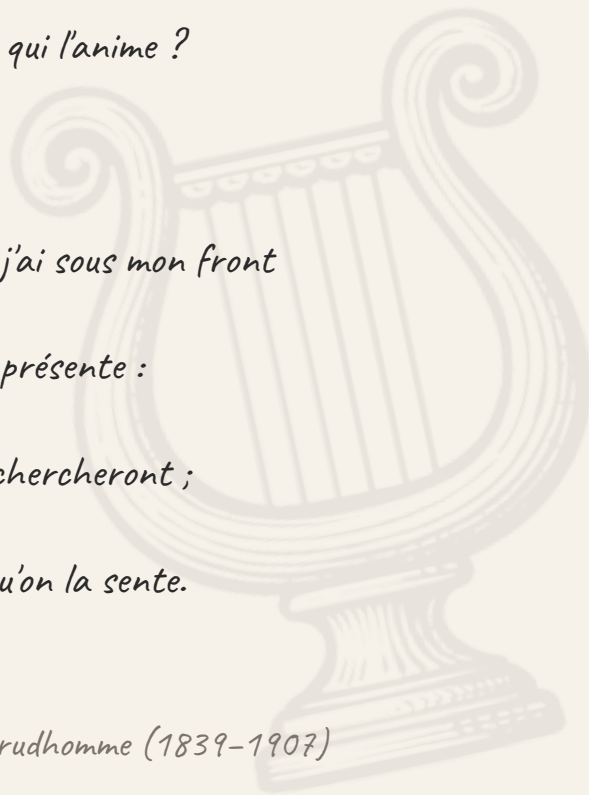 qui l'anime ?
j'ai sous mon front
présente :
chercheront ;
u'on la sente.
rudhomme (1839–1907)